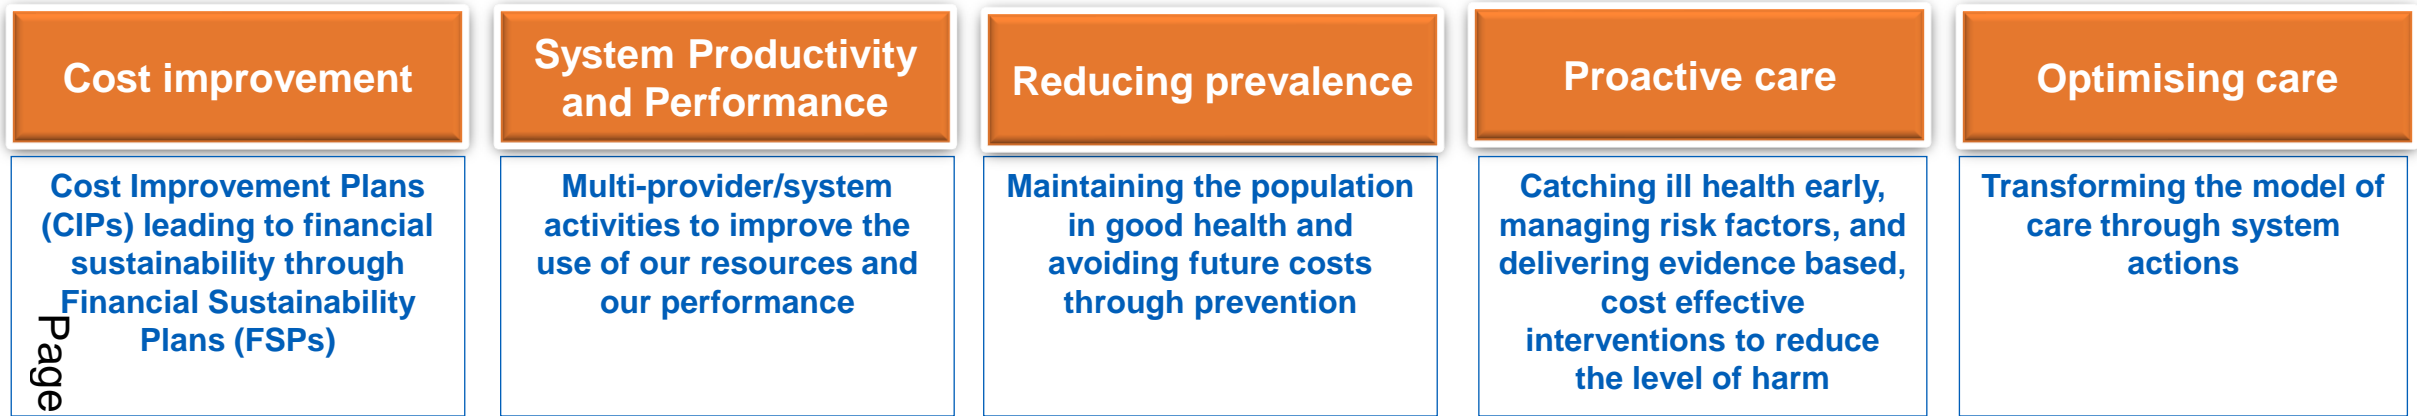 Cost improvement
Cost Improvement Plans
(CIPs) leading to financial
sustainability through
Financial Sustainability
Plans (FSPs)
System Productivity
and Performance
Multi-provider/system
activities to improve the
use of our resources and
our performance
Reducing prevalence
Maintaining the population
in good health and
avoiding future costs
through prevention
Proactive care
Catching ill health early,
managing risk factors, and
delivering evidence based,
cost effective
interventions to reduce
the level of harm
Optimising care
Transforming the model of
care through system
actions
Page